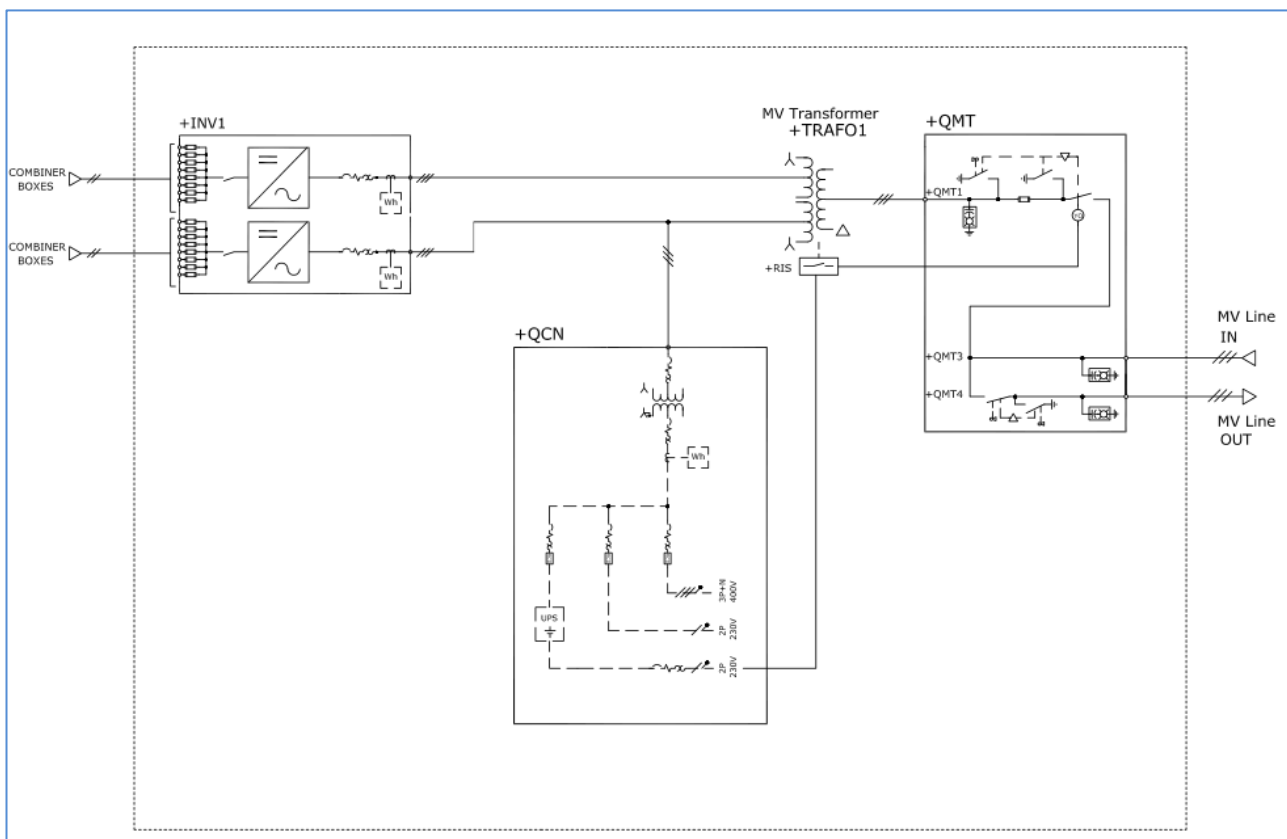 MV Transformer
+TRAFO1
+INV1
+QMT
COMBINER
BOXES
Wh
+QMT1
COMBINER
BOXES
Wh
+RIS
+QCN
MV Line
IN
+QMT3
+QMT4
MV Line
OUT
Wh
3P+N
400V
UPS
2P
230V
2P
230V